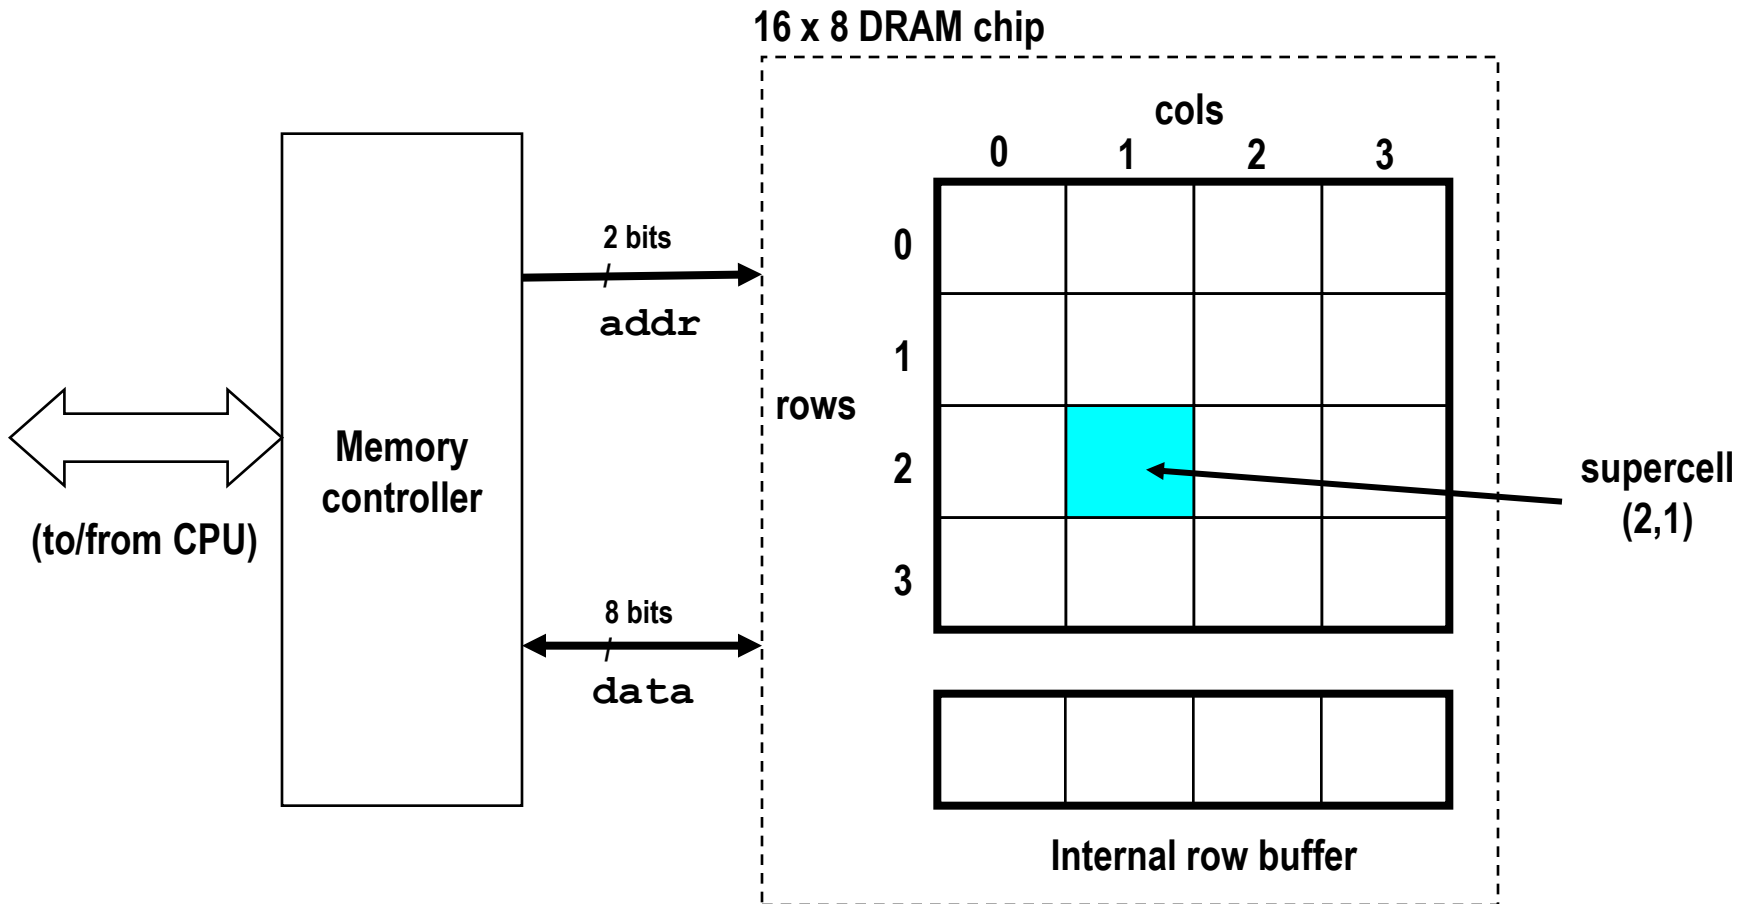 16 x 8 DRAM chip
cols
0 1 2 3
2 bits
addr
0
1
rows
2
3
Memory
controller
(to/from CPU)
supercell
(2,1)
8 bits
data
Internal row buffer